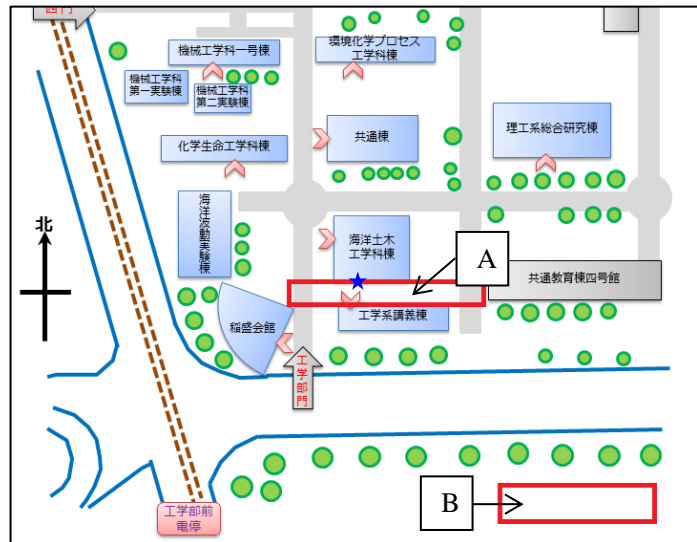 西門
機械工学科一号棟
環境化学プロセス
工学科棟
機械工学科
第一実験棟
機械工学科
第二実験棟
化学生命工学科棟
共通棟
理工系総合研究棟
海洋波動実験棟
北
海洋土木
工学科棟
A
共通教育棟四号館
稲盛会館
工学系講義棟
工学部門
B
工学部前
電停